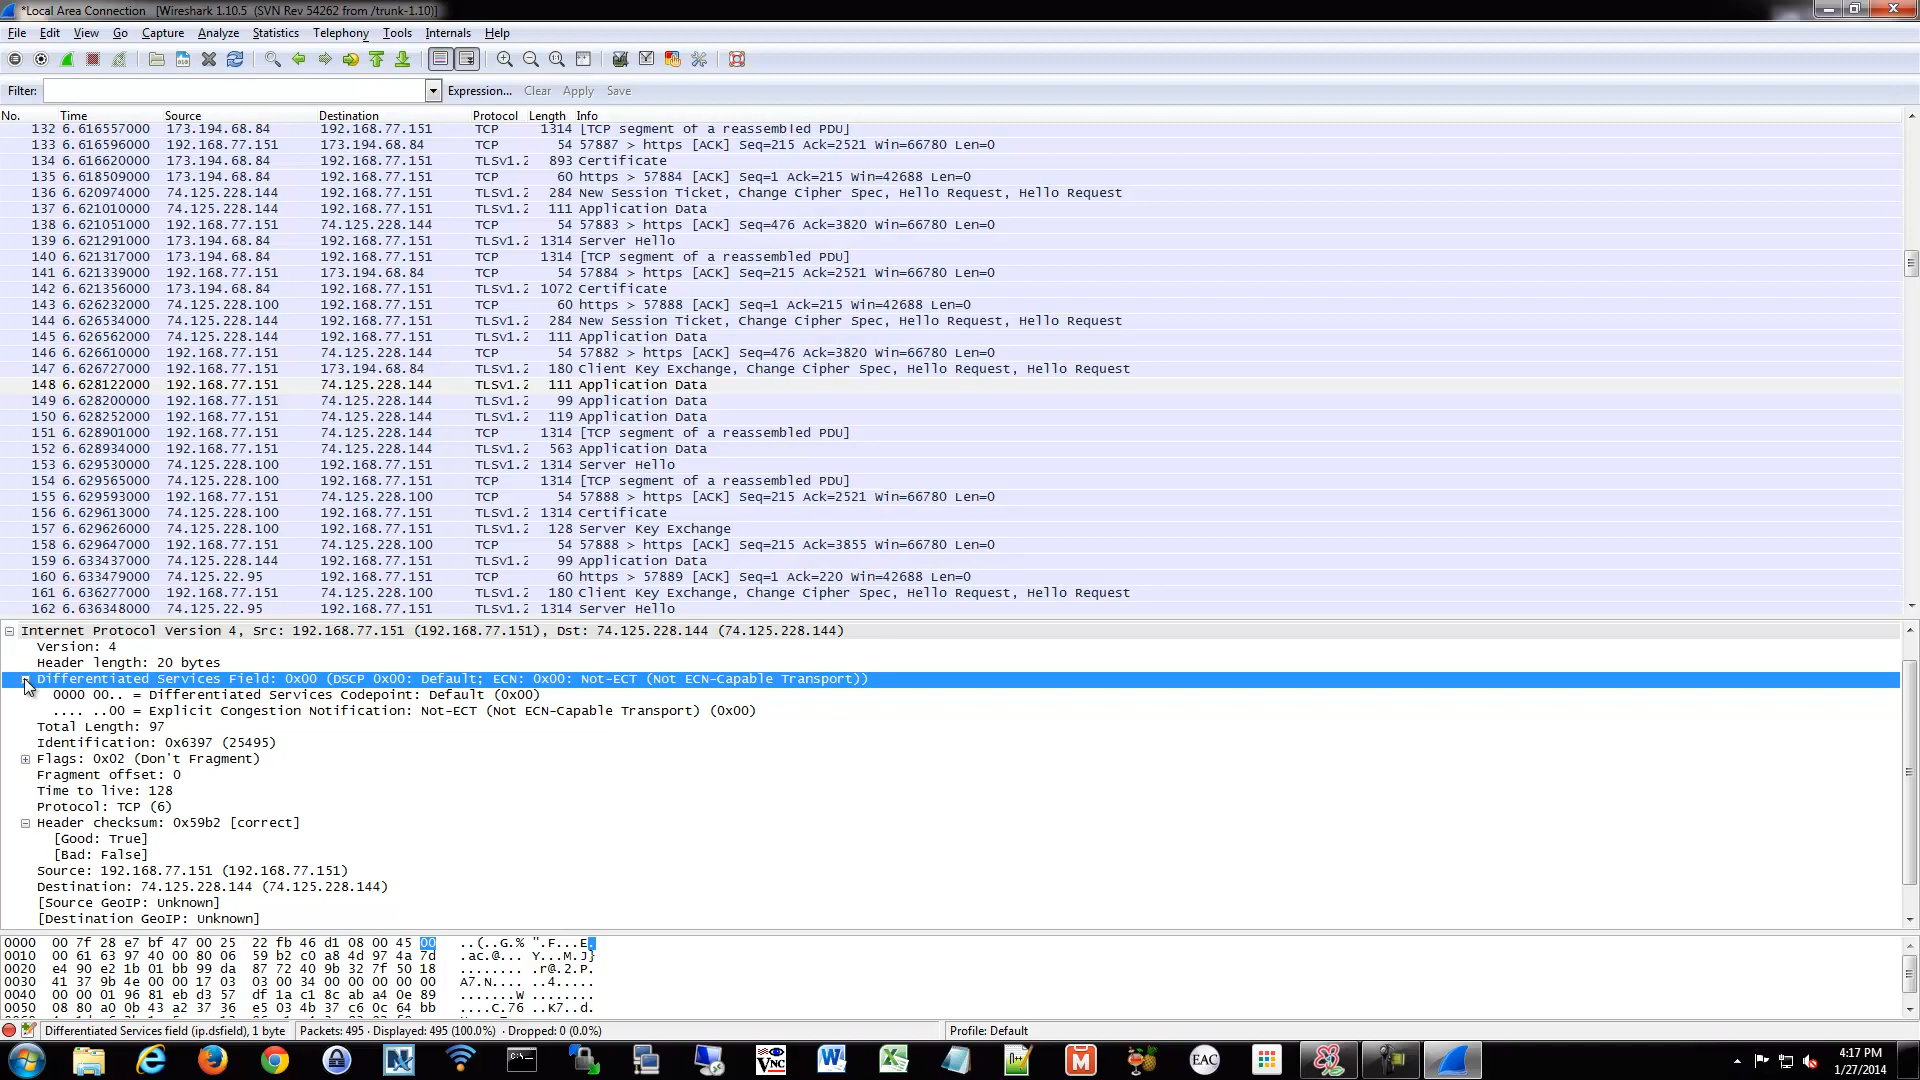 *Local Area Connection [Wireshark 1.10.5 (SVN Rev 54262 from /trunk-1.10)]
File Edit View Go Capture Analyze Statistics Telephony Tools Internals Help
Filter: Expression... Clear Apply Save
No. Time Source Destination Protocol Length Info
132 6.616557000 173.194.68.84 192.168.77.151 TCP 1314 [TCP segment of a reassembled PDU]
133 6.616596000 192.168.77.151 173.194.68.84 TCP 54 57887 > https [ACK] Seq=215 Ack=2521 Win=66780 Len=0
134 6.616620000 173.194.68.84 192.168.77.151 TLSv1.2 893 Certificate
135 6.618509000 173.194.68.84 192.168.77.151 TCP 60 https > 57884 [ACK] Seq=1 Ack=215 Win=42688 Len=0
136 6.620974000 74.125.228.144 192.168.77.151 TLSv1.2 284 New Session Ticket, Change Cipher Spec, Hello Request, Hello Request
137 6.621010000 74.125.228.144 192.168.77.151 TLSv1.2 111 Application Data
138 6.621051000 192.168.77.151 74.125.228.144 TCP 54 57883 > https [ACK] Seq=476 Ack=3820 Win=66780 Len=0
139 6.621291000 173.194.68.84 192.168.77.151 TLSv1.2 1314 Server Hello
140 6.621317000 173.194.68.84 192.168.77.151 TCP 1314 [TCP segment of a reassembled PDU]
141 6.621339000 192.168.77.151 173.194.68.84 TCP 54 57884 > https [ACK] Seq=215 Ack=2521 Win=66780 Len=0
142 6.621356000 173.194.68.84 192.168.77.151 TLSv1.2 1072 Certificate
143 6.626232000 74.125.228.100 192.168.77.151 TCP 60 https > 57888 [ACK] Seq=1 Ack=215 Win=42688 Len=0
144 6.626534000 74.125.228.144 192.168.77.151 TLSv1.2 284 New Session Ticket, Change Cipher Spec, Hello Request, Hello Request
145 6.626562000 74.125.228.144 192.168.77.151 TLSv1.2 111 Application Data
146 6.626610000 192.168.77.151 74.125.228.144 TCP 54 57882 > https [ACK] Seq=476 Ack=3820 Win=66780 Len=0
147 6.626727000 192.168.77.151 173.194.68.84 TLSv1.2 180 Client Key Exchange, Change Cipher Spec, Hello Request, Hello Request
148 6.628122000 192.168.77.151 74.125.228.144 TLSv1.2 111 Application Data
149 6.628200000 192.168.77.151 74.125.228.144 TLSv1.2 99 Application Data
150 6.628252000 192.168.77.151 74.125.228.144 TLSv1.2 119 Application Data
151 6.628901000 192.168.77.151 74.125.228.144 TCP 1314 [TCP segment of a reassembled PDU]
152 6.628934000 192.168.77.151 74.125.228.144 TLSv1.2 563 Application Data
153 6.629530000 74.125.228.100 192.168.77.151 TLSv1.2 1314 Server Hello
154 6.629565000 74.125.228.100 192.168.77.151 TCP 1314 [TCP segment of a reassembled PDU]
155 6.629593000 192.168.77.151 74.125.228.100 TCP 54 57888 > https [ACK] Seq=215 Ack=2521 Win=66780 Len=0
156 6.629613000 74.125.228.100 192.168.77.151 TLSv1.2 1314 Certificate
157 6.629626000 74.125.228.100 192.168.77.151 TLSv1.2 128 Server Key Exchange
158 6.629647000 192.168.77.151 74.125.228.100 TCP 54 57888 > https [ACK] Seq=215 Ack=3855 Win=66780 Len=0
159 6.633437000 74.125.228.144 192.168.77.151 TLSv1.2 99 Application Data
160 6.633479000 74.125.22.95 192.168.77.151 TCP 60 https > 57889 [ACK] Seq=1 Ack=220 Win=42688 Len=0
161 6.636277000 192.168.77.151 74.125.228.100 TLSv1.2 180 Client Key Exchange, Change Cipher Spec, Hello Request, Hello Request
162 6.636348000 74.125.22.95 192.168.77.151 TLSv1.2 1314 Server Hello
Internet Protocol Version 4, Src: 192.168.77.151 (192.168.77.151), Dst: 74.125.228.144 (74.125.228.144)
Version: 4
Header length: 20 bytes
Differentiated Services Field: 0x00 (DSCP 0x00: Default; ECN: 0x00: Not-ECT (Not ECN-Capable Transport))
0000 00.. = Differentiated Services Codepoint: Default (0x00)
.... ..00 = Explicit Congestion Notification: Not-ECT (Not ECN-Capable Transport) (0x00)
Total Length: 97
Identification: 0x6397 (25495)
Flags: 0x02 (Don't Fragment)
Fragment offset: 0
Time to live: 128
Protocol: TCP (6)
Header checksum: 0x59b2 [correct]
[Good: True]
[Bad: False]
Source: 192.168.77.151 (192.168.77.151)
Destination: 74.125.228.144 (74.125.228.144)
[Source GeoIP: Unknown]
[Destination GeoIP: Unknown]
0000 00 7f 28 e7 bf 47 00 25 22 fb 46 d1 08 00 45 00 ..(..G.% ".F...E.
0010 00 61 63 97 40 00 80 06 59 b2 c0 a8 4d 97 4a 7d .ac.@... Y...M.J}
0020 e4 90 e2 1b 01 bb 99 da 87 72 40 9b 32 7f 50 18 ........ .r@.2.P.
0030 41 37 9b 4e 00 00 17 03 03 00 34 00 00 00 00 00 A7.N.... ..4.....
0040 00 00 01 96 81 eb d3 57 df 1a c1 8c ab a4 0e 89 .......W ........
0050 08 80 a0 0b 43 a2 37 36 e5 03 4b 37 c6 0c 64 bb ....C.76 ..K7..d.
Differentiated Services field (ip.dsfield), 1 byte Packets: 495 · Displayed: 495 (100.0%) · Dropped: 0 (0.0%) Profile: Default
VNC EAC
4:17 PM
1/27/2014